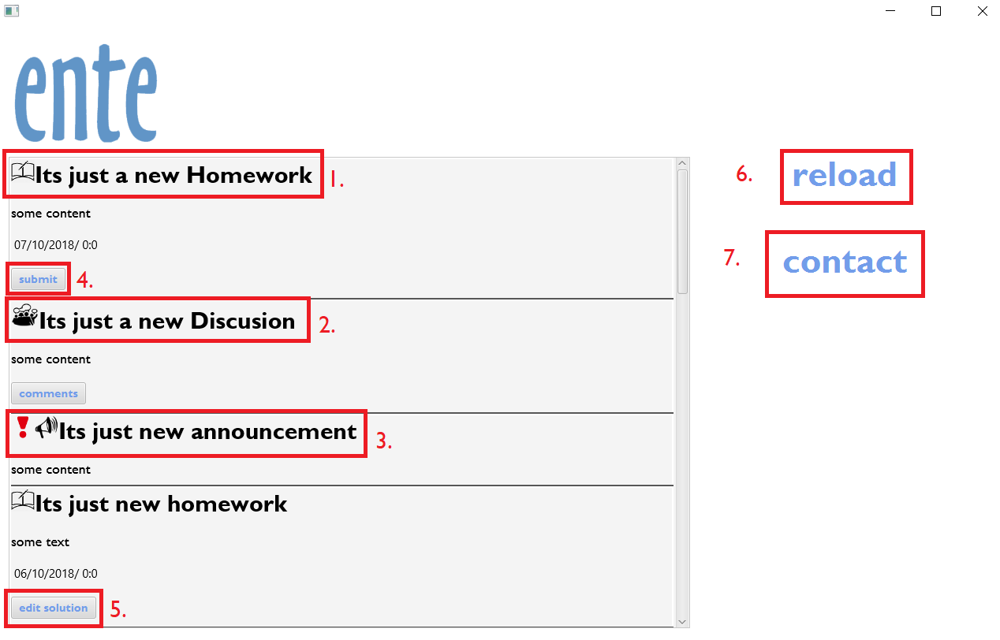 ente
Its just a new Homework 1.
some content
07/10/2018/ 0:0
submit 4.
Its just a new Discusion 2.
some content
comments
Its just new announcement 3.
some content
Its just new homework
some text
06/10/2018/ 0:0
edit solution 5.
6. reload
7. contact